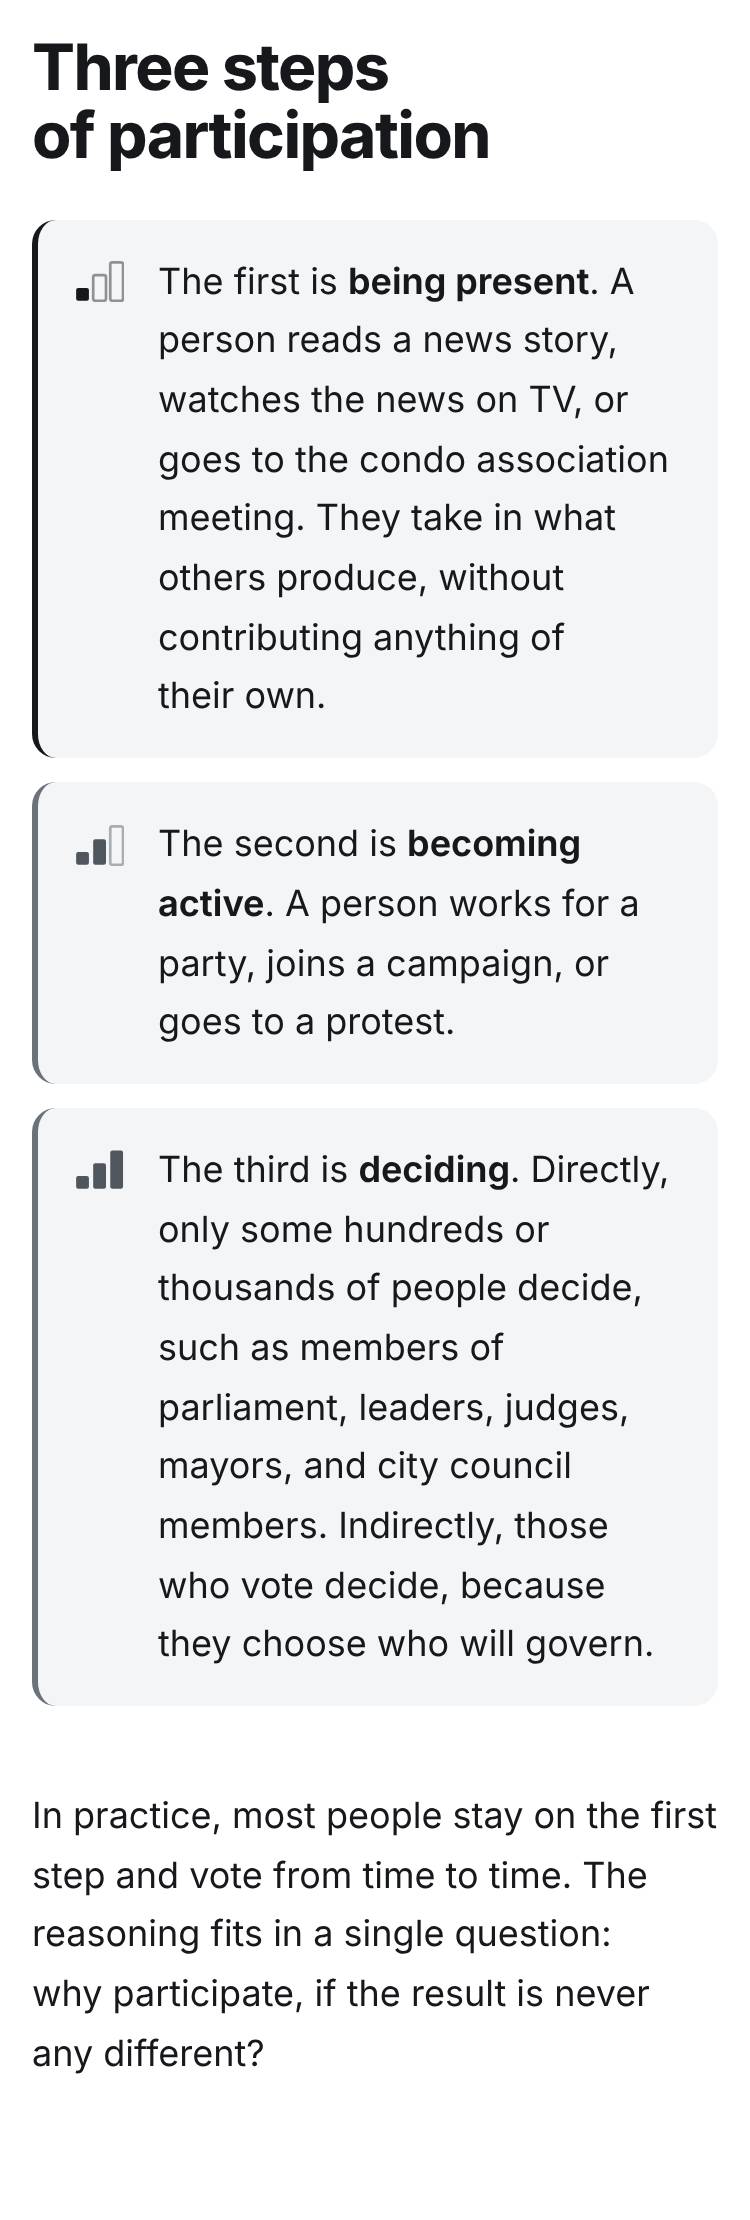 Three steps
of participation
The first is being present. A
person reads a news story,
watches the news on TV, or
goes to the condo association
meeting. They take in what
others produce, without
contributing anything of
their own.
The second is becoming
active. A person works for a
party, joins a campaign, or
goes to a protest.
The third is deciding. Directly,
only some hundreds or
thousands of people decide,
such as members of
parliament, leaders, judges,
mayors, and city council
members. Indirectly, those
who vote decide, because
they choose who will govern.
In practice, most people stay on the first
step and vote from time to time. The
reasoning fits in a single question:
why participate, if the result is never
any different?